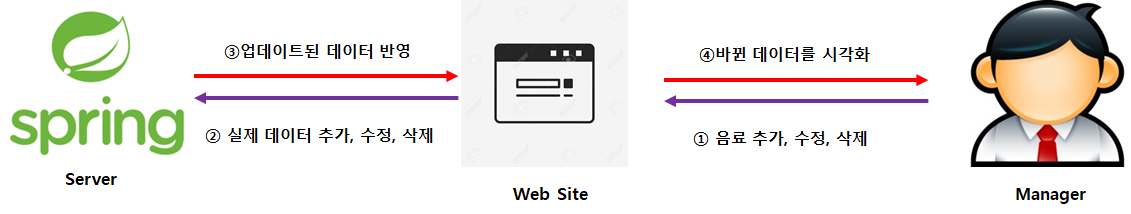 ③업데이트된 데이터 반영
④바뀐 데이터를 시각화
spring
② 실제 데이터 추가, 수정, 삭제
① 음료 추가, 수정, 삭제
Server
Web Site
Manager